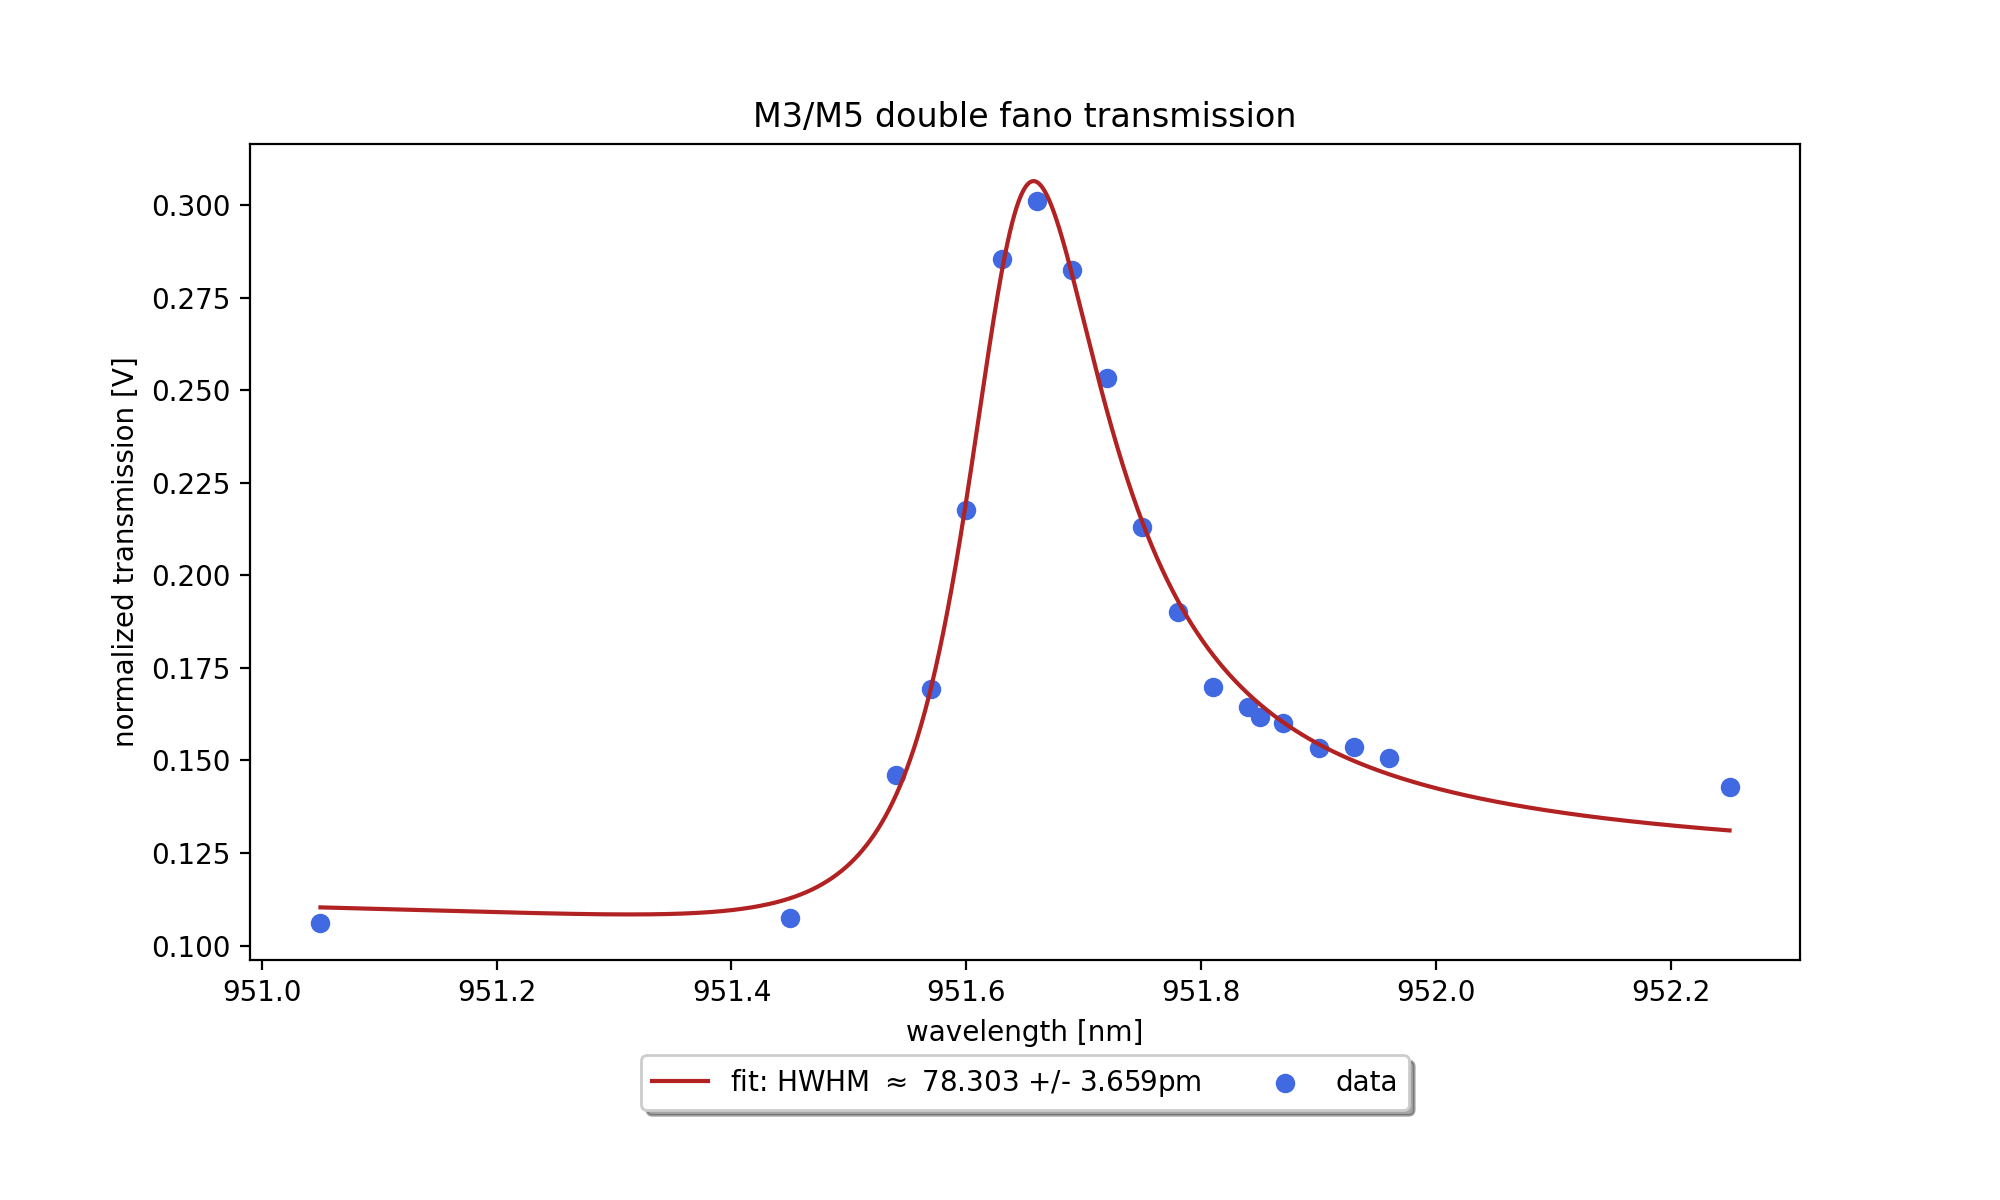 M3/M5 double fano transmission
normalized transmission [V]
0.300
0.275
0.250
0.225
0.200
0.175
0.150
0.125
0.100
951.0 951.2 951.4 951.6 951.8 952.0 952.2
wavelength [nm]
fit: HWHM ≈ 78.303 +/- 3.659pm data